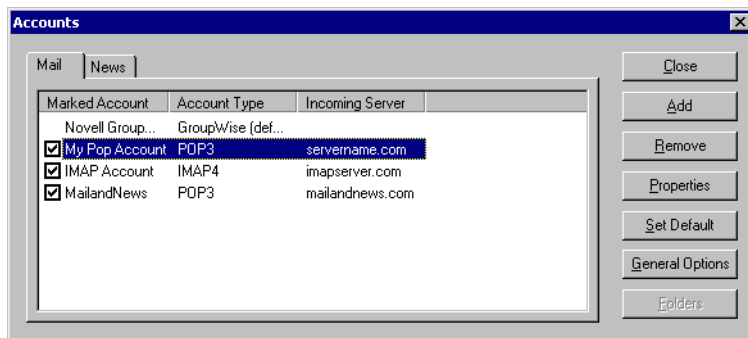 Accounts
Mail News
Marked Account Account Type Incoming Server
Novell Group... GroupWise (def...
My Pop Account POP3 servername.com
IMAP Account IMAP4 imapserver.com
MailandNews POP3 mailandnews.com
Close
Add
Remove
Properties
Set Default
General Options
Folders